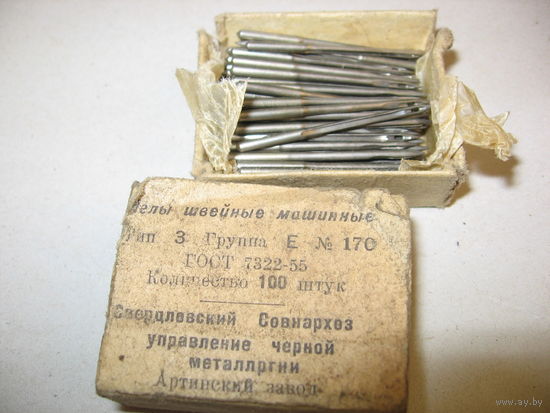 Иглы швейные машинные
Тип 3 Группа Е № 170
ГОСТ 7322-55
Количество 100 штук
Свердловский Совнархоз
управление черной
металлргии
Артинский завод
www.ay.by